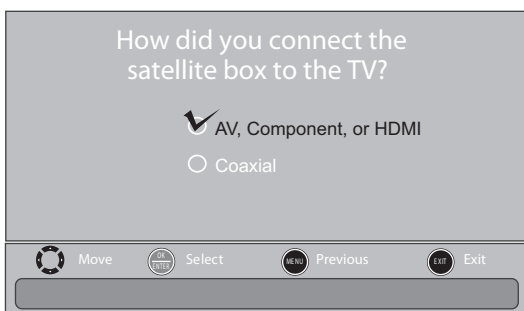 How did you connect the
satellite box to the TV?
AV, Component, or HDMI
Coaxial
Move OK ENTER Select MENU Previous EXIT Exit